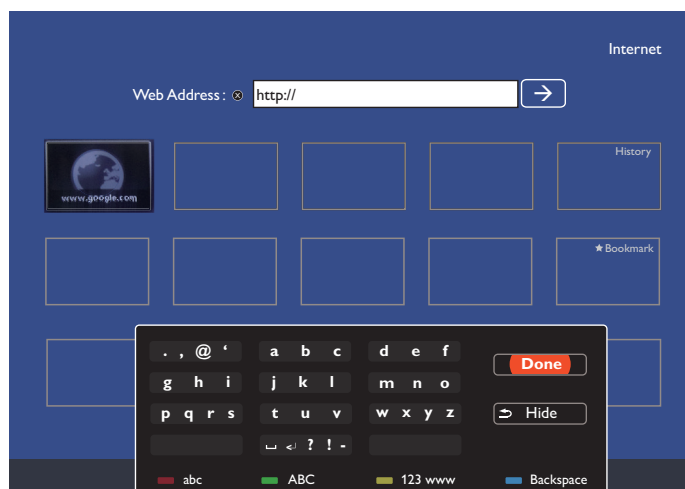 Internet
Web Address : http://
www.google.com
History
★ Bookmark
. , @ ‘ a b c d e f
Done
g h i j k l m n o
p q r s t u v w x y z Hide
␣ ↲ ? ! -
abc ABC 123 www Backspace